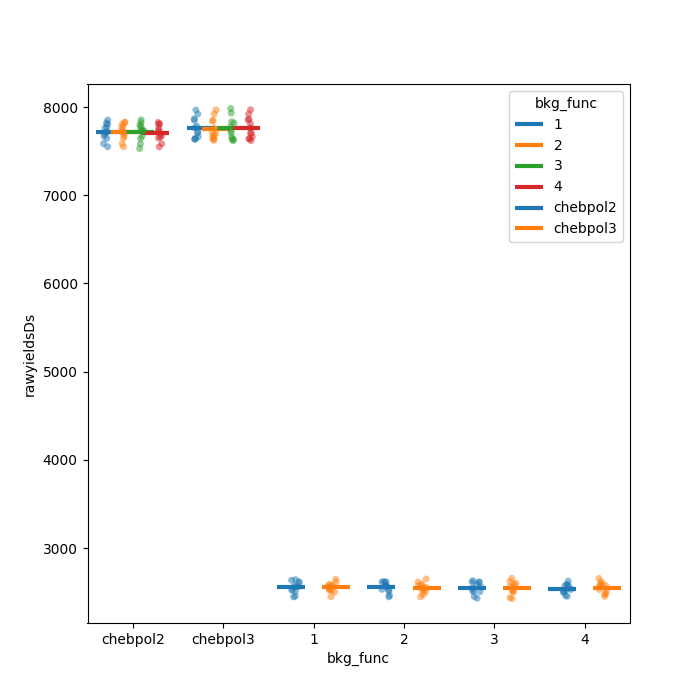 8000
7000
6000
5000
4000
3000
rawyieldsDs
bkg_func
1
2
3
4
chebpol2
chebpol3
chebpol2 chebpol3 1 2 3 4
bkg_func